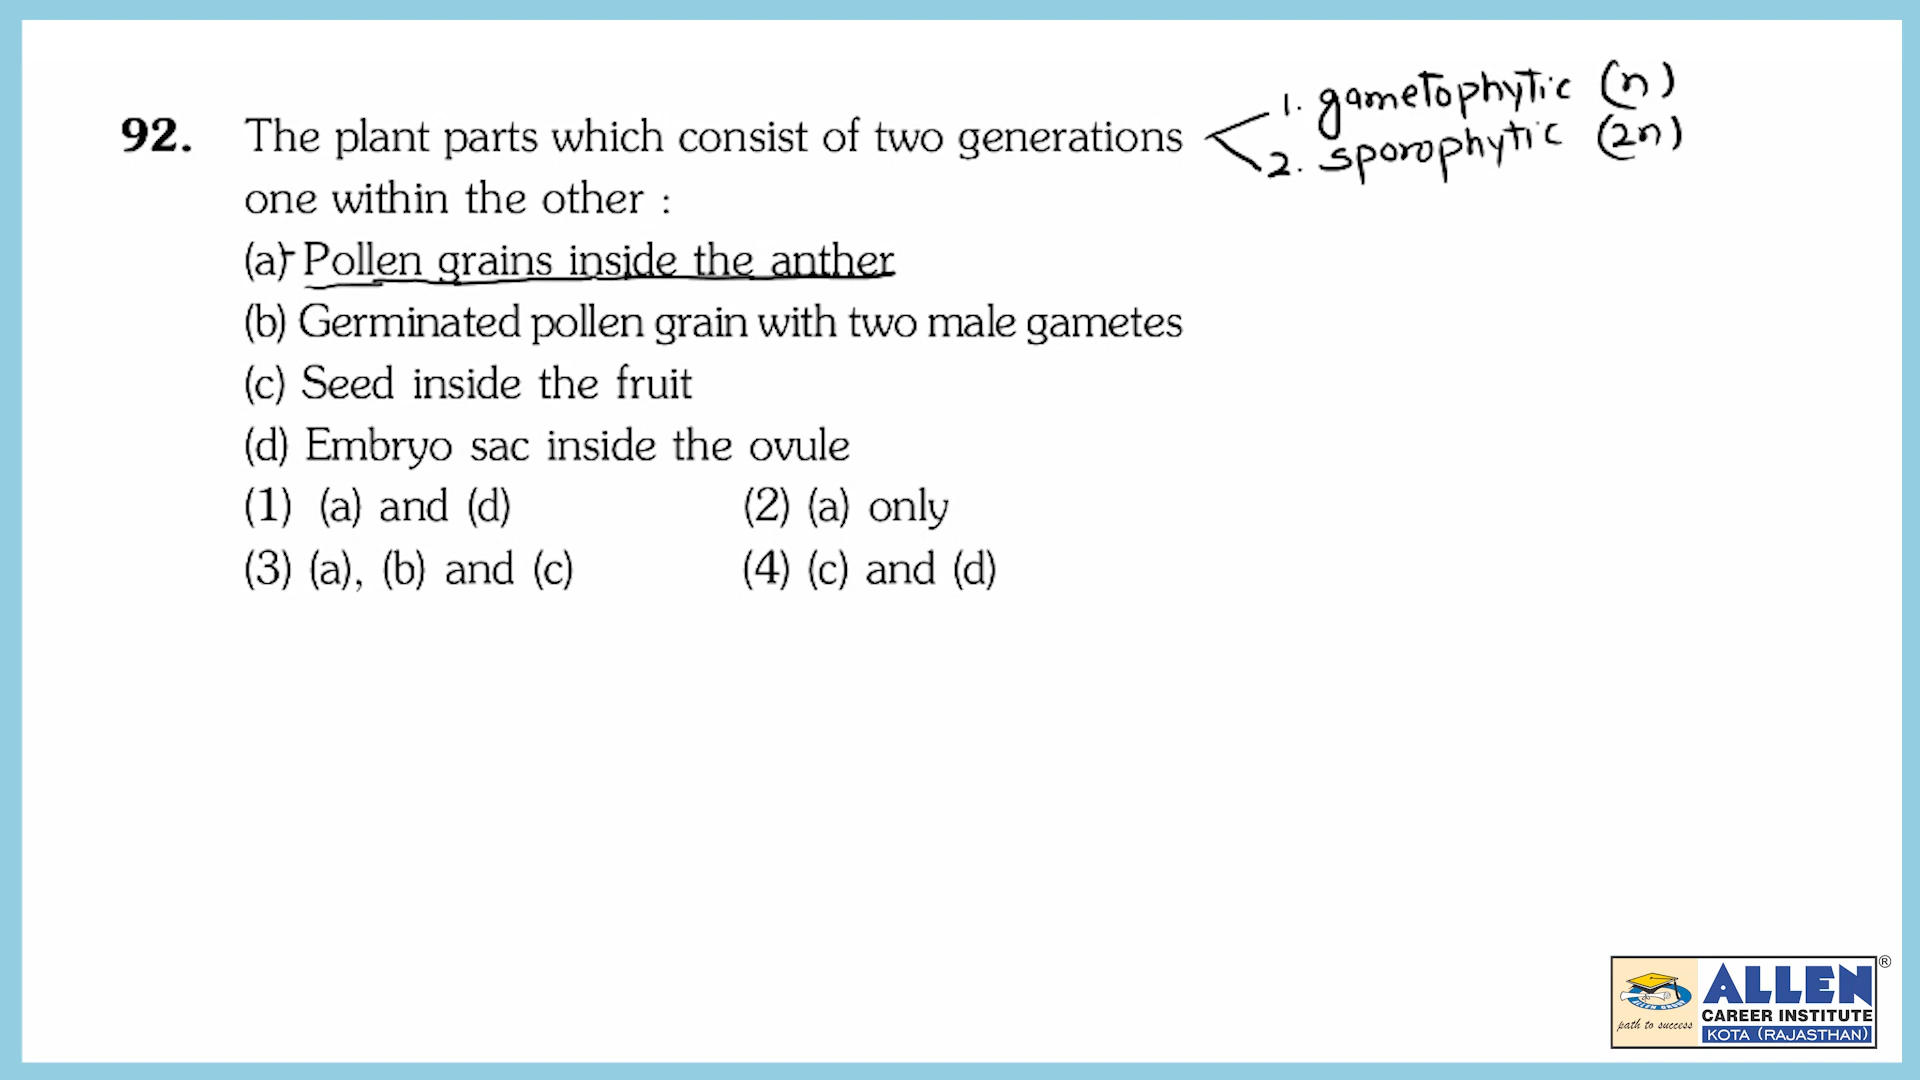 1. gametophytic (n)
92. The plant parts which consist of two generations
2. sporophytic (2n)
one within the other :
(a) Pollen grains inside the anther
(b) Germinated pollen grain with two male gametes
(c) Seed inside the fruit
(d) Embryo sac inside the ovule
(1) (a) and (d) (2) (a) only
(3) (a), (b) and (c) (4) (c) and (d)
ALLEN ®
CAREER INSTITUTE
path to success KOTA (RAJASTHAN)